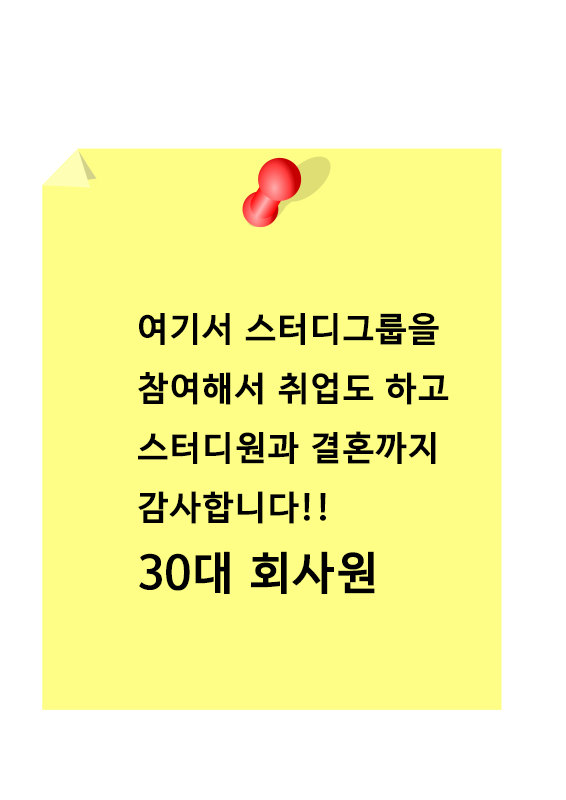 여기서 스터디그룹을
참여해서 취업도 하고
스터디원과 결혼까지
감사합니다!!
30대 회사원